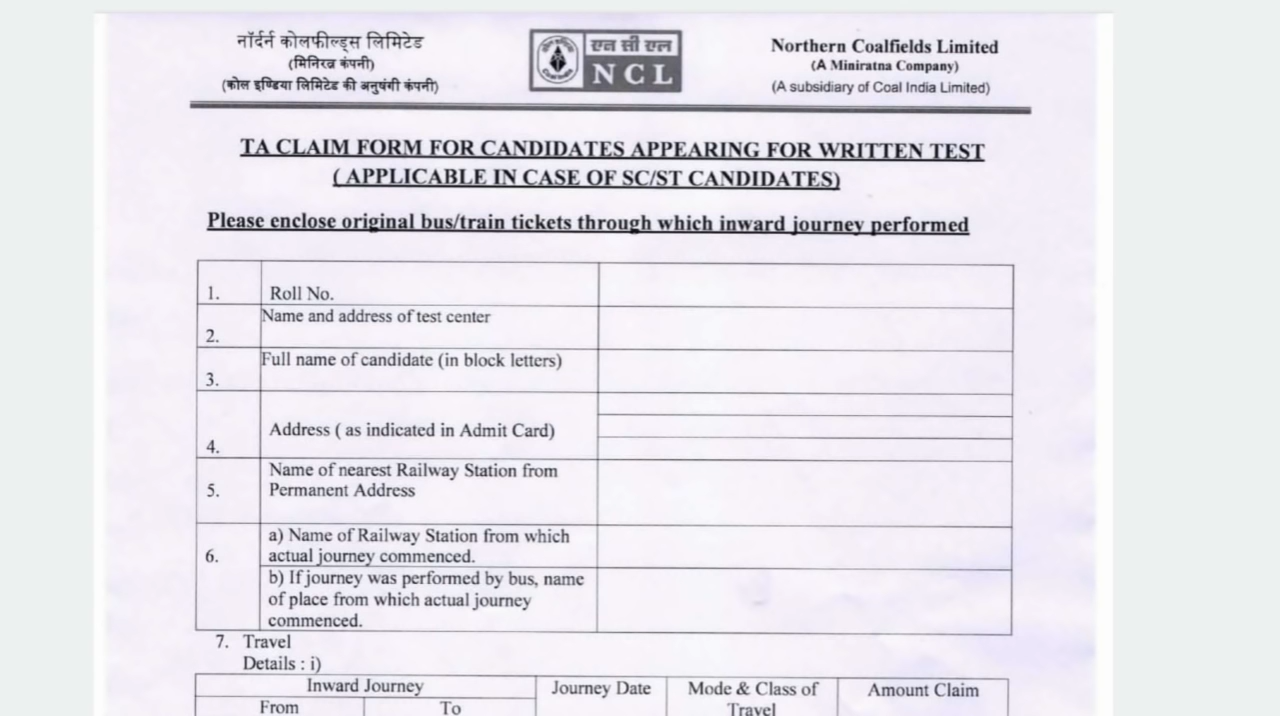 नॉर्दर्न कोलफील्ड्स लिमिटेड
(मिनिरत्न कंपनी)
(कोल इण्डिया लिमिटेड की अनुषंगी कंपनी)
एन सी एल
NCL
Northern Coalfields Limited
(A Miniratna Company)
(A subsidiary of Coal India Limited)
TA CLAIM FORM FOR CANDIDATES APPEARING FOR WRITTEN TEST
( APPLICABLE IN CASE OF SC/ST CANDIDATES)
Please enclose original bus/train tickets through which inward journey performed
1. Roll No.
2. Name and address of test center
3. Full name of candidate (in block letters)
4. Address ( as indicated in Admit Card)
5. Name of nearest Railway Station from
Permanent Address
6. a) Name of Railway Station from which
actual journey commenced.
b) If journey was performed by bus, name
of place from which actual journey
commenced.
7. Travel
Details : i)
Inward Journey Journey Date Mode & Class of Amount Claim
From To Travel